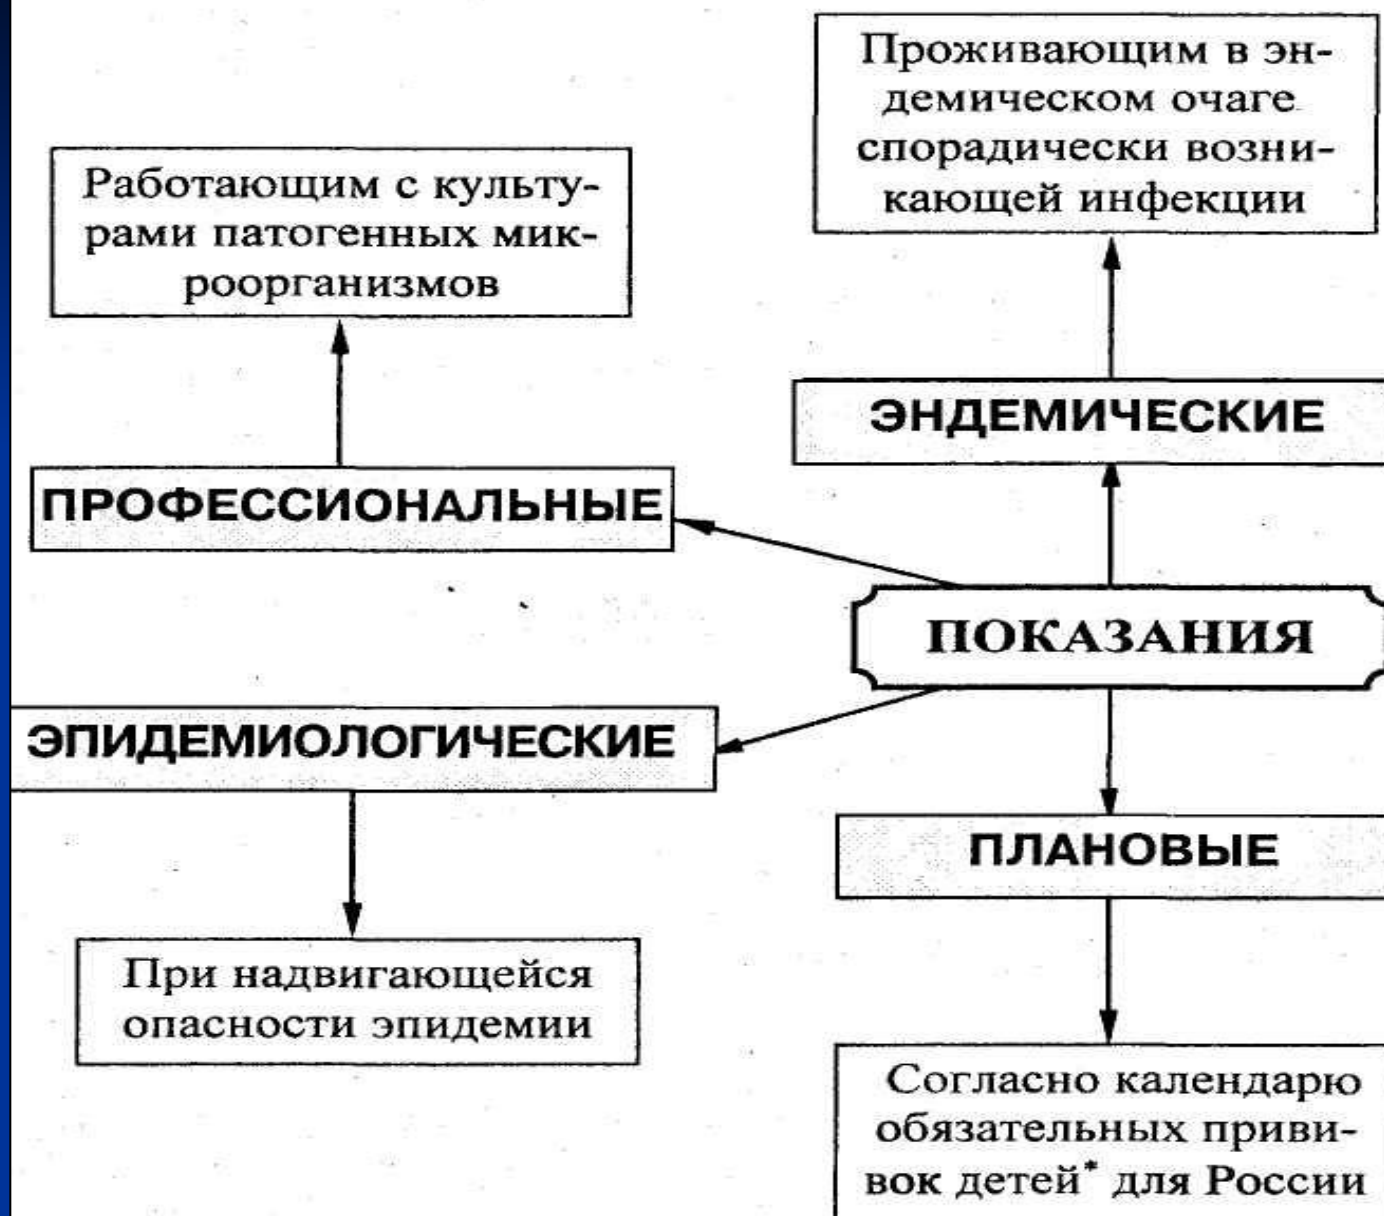 Проживающим в эн-
демическом очаге
спорадически возни-
кающей инфекции
Работающим с культу-
рами патогенных мик-
роорганизмов
ЭНДЕМИЧЕСКИЕ
ПРОФЕССИОНАЛЬНЫЕ
ПОКАЗАНИЯ
ЭПИДЕМИОЛОГИЧЕСКИЕ
ПЛАНОВЫЕ
При надвигающейся
опасности эпидемии
Согласно календарю
обязательных приви-
вок детей* для России